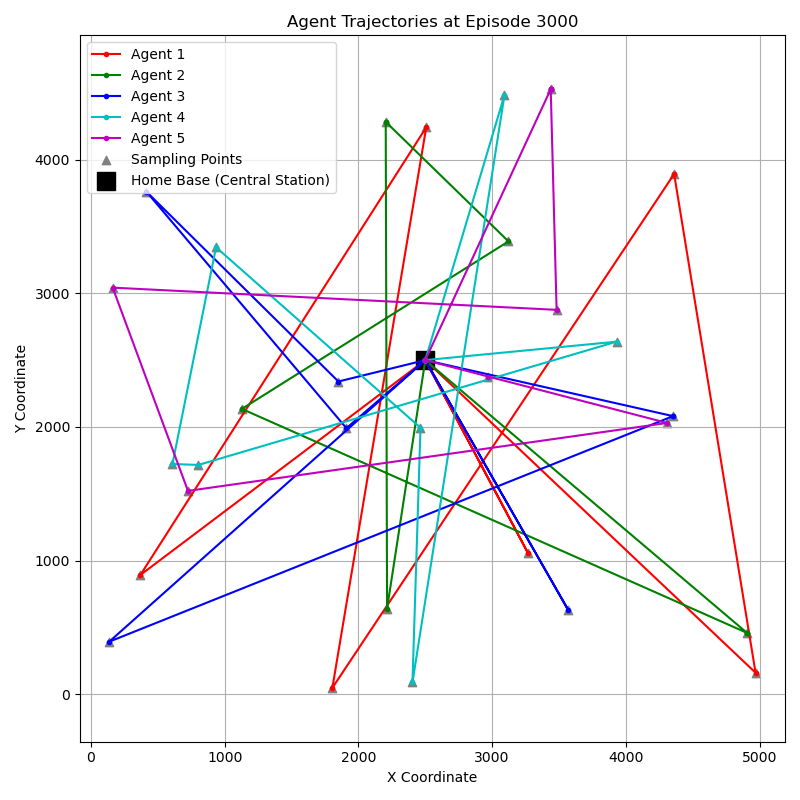 Agent Trajectories at Episode 3000
Agent 1
Agent 2
Agent 3
Agent 4
Agent 5
Sampling Points
Home Base (Central Station)
Y Coordinate
4000
3000
2000
1000
0
0 1000 2000 3000 4000 5000
X Coordinate